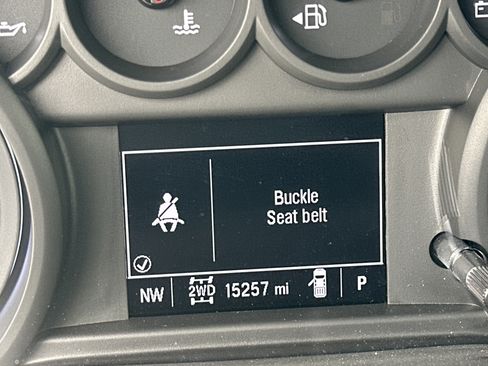 Buckle
Seat belt
NW 2WD 15257 mi P